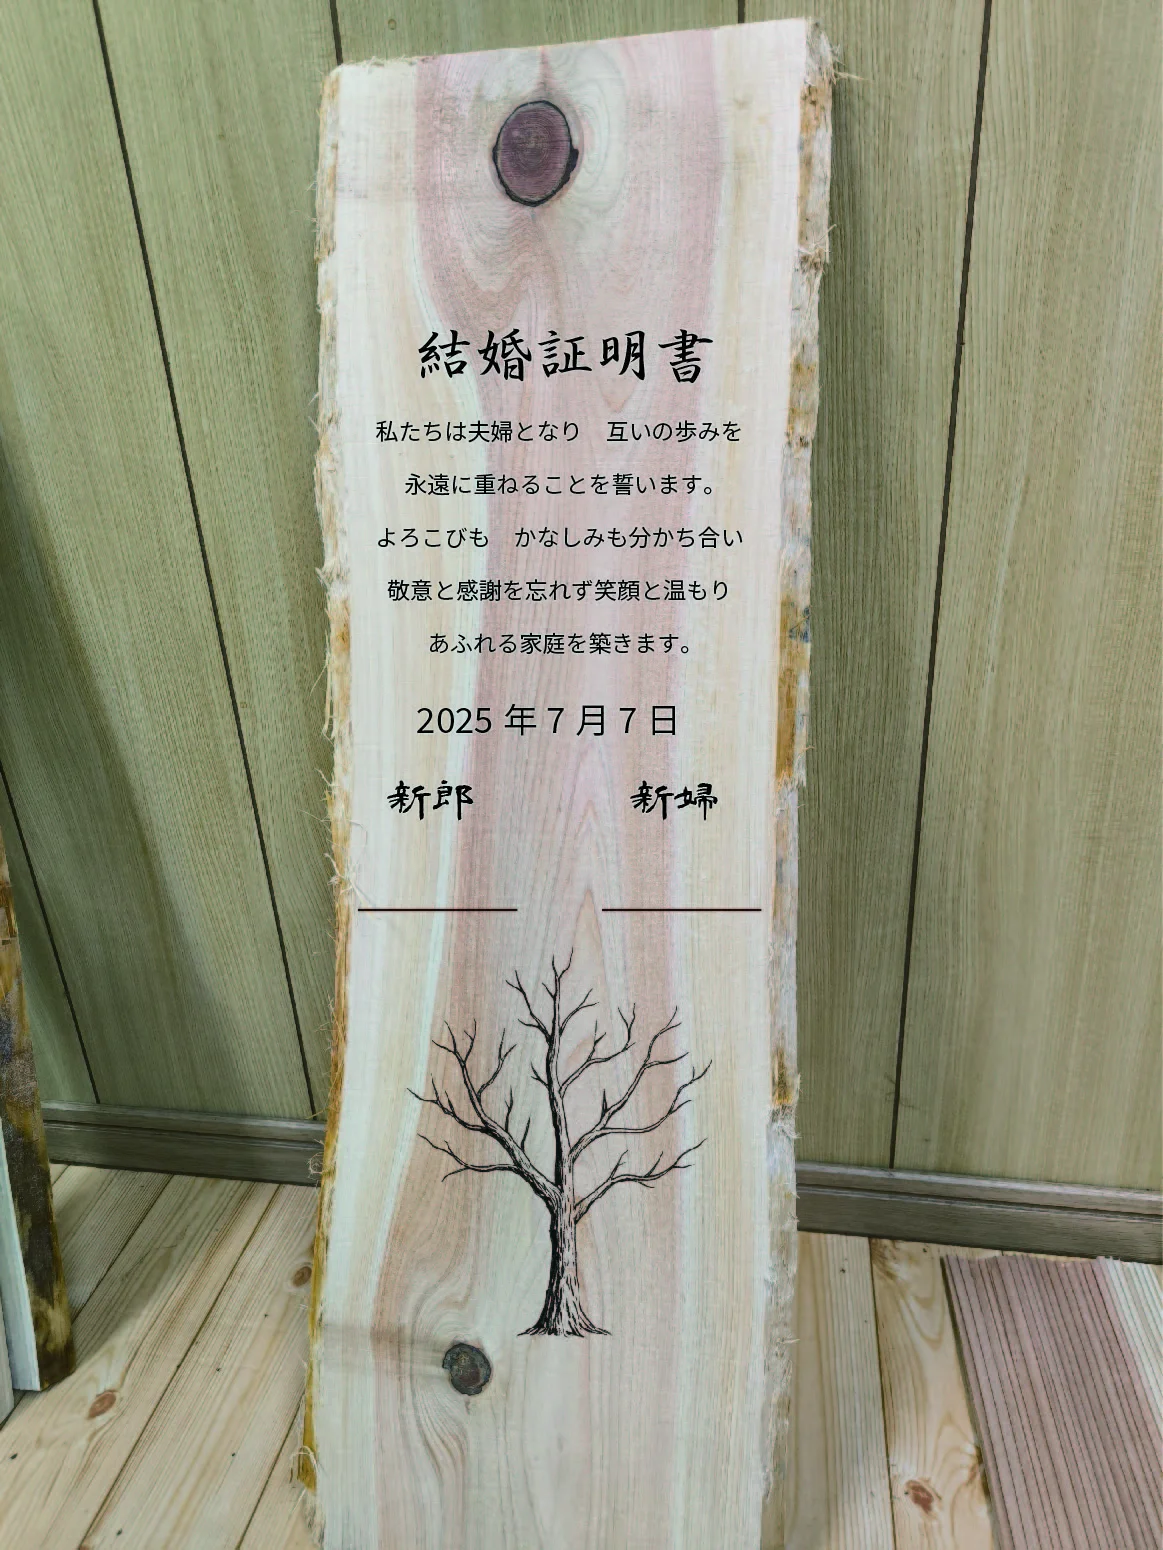 結婚証明書
私たちは夫婦となり　互いの歩みを
永遠に重ねることを誓います。
よろこびも　かなしみも分かち合い
敬意と感謝を忘れず笑顔と温もり
あふれる家庭を築きます。
2025 年 7 月 7 日
新郎　新婦